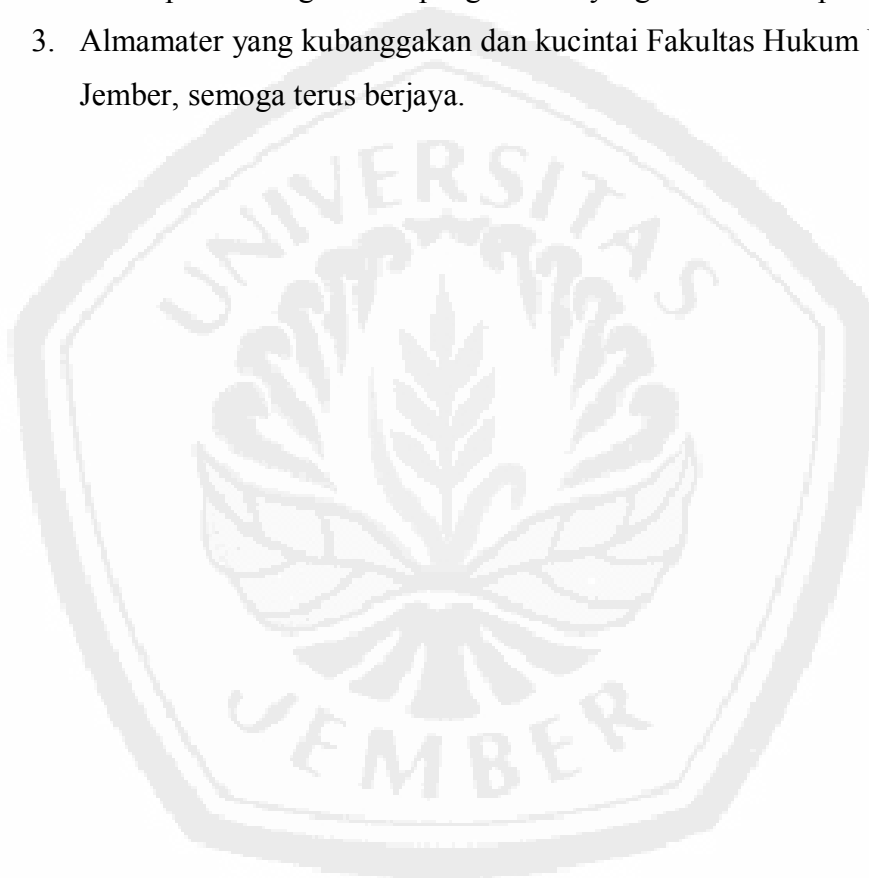 3. Almamater yang kubanggakan dan kucintai Fakultas Hukum
Jember, semoga terus berjaya.
UNIVERSITAS
JEMBER